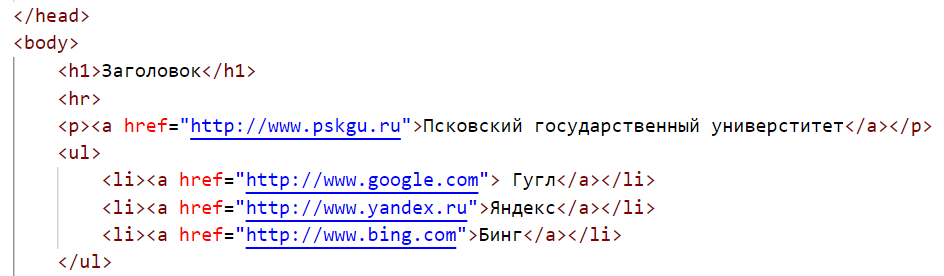 </head>
<body>
<h1>Заголовок</h1>
<hr>
<p><a href="http://www.pskgu.ru">Псковский государственный универститет</a></p>
<ul>
<li><a href="http://www.google.com"> Гугл</a></li>
<li><a href="http://www.yandex.ru">Яндекс</a></li>
<li><a href="http://www.bing.com">Бинг</a></li>
</ul>